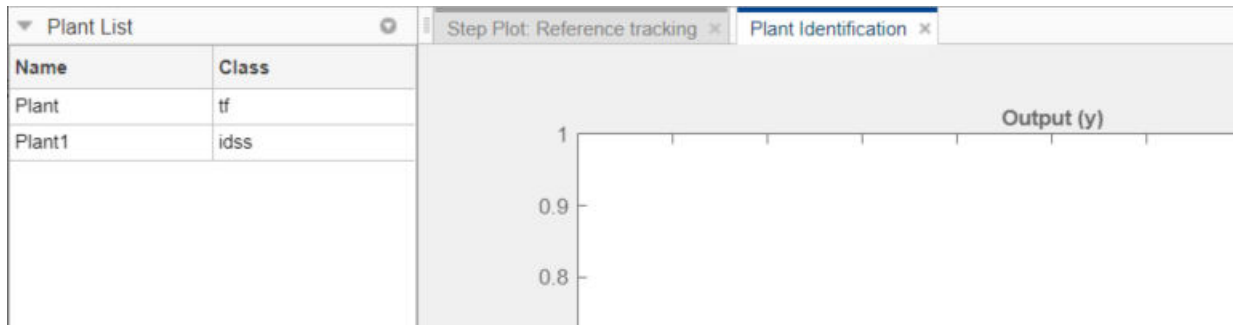 Plant List
Step Plot: Reference tracking
Plant Identification
Name Class
Plant tf
Plant1 idss
Output (y)
1
0.9
0.8